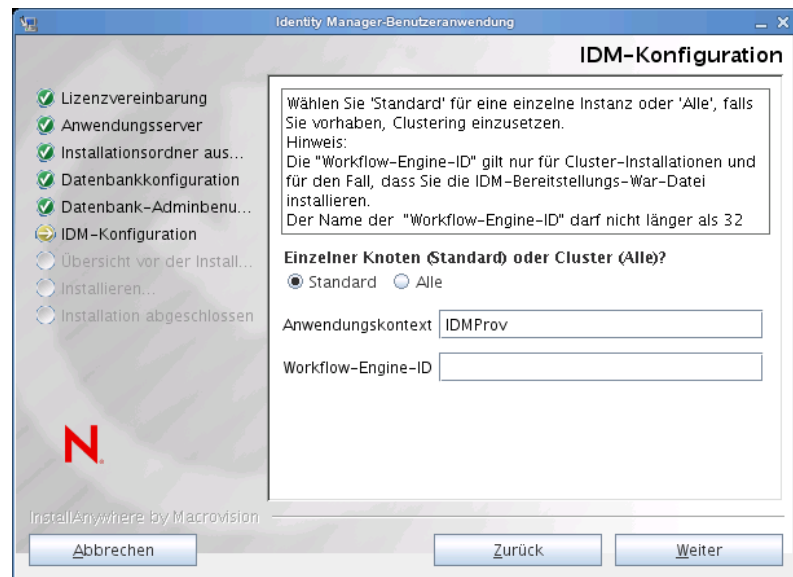 Identity Manager-Benutzeranwendung
IDM-Konfiguration
Lizenzvereinbarung
Anwendungsserver
Installationsordner aus...
Datenbankkonfiguration
Datenbank-Adminbenu...
IDM-Konfiguration
Übersicht vor der Install...
Installieren...
Installation abgeschlossen
Wählen Sie 'Standard' für eine einzelne Instanz oder 'Alle', falls
Sie vorhaben, Clustering einzusetzen.
Hinweis:
Die "Workflow-Engine-ID" gilt nur für Cluster-Installationen und
für den Fall, dass Sie die IDM-Bereitstellungs-War-Datei
installieren.
Der Name der "Workflow-Engine-ID" darf nicht länger als 32
Einzelner Knoten (Standard) oder Cluster (Alle)?
Standard Alle
Anwendungskontext IDMProv
Workflow-Engine-ID
N.
InstallAnywhere by Macrovision
Abbrechen Zurück Weiter